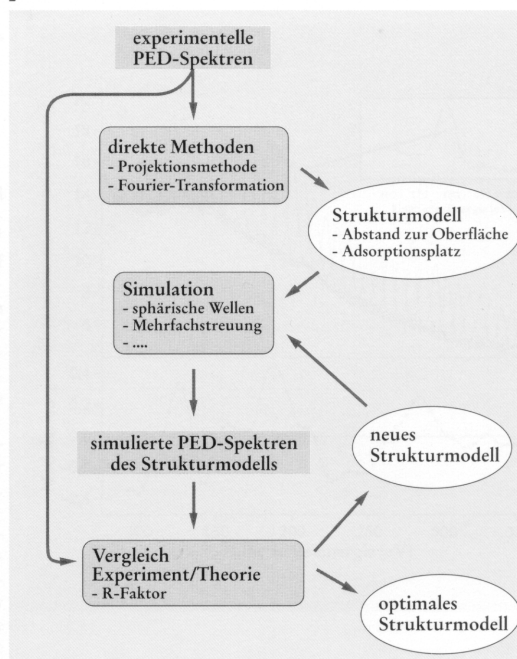 experimentelle
PED-Spektren
direkte Methoden
- Projektionsmethode
- Fourier-Transformation
Strukturmodell
- Abstand zur Oberfläche
- Adsorptionsplatz
Simulation
- sphärische Wellen
- Mehrfachstreuung
- ....
simulierte PED-Spektren
des Strukturmodells
neues
Strukturmodell
Vergleich
Experiment/Theorie
- R-Faktor
optimales
Strukturmodell